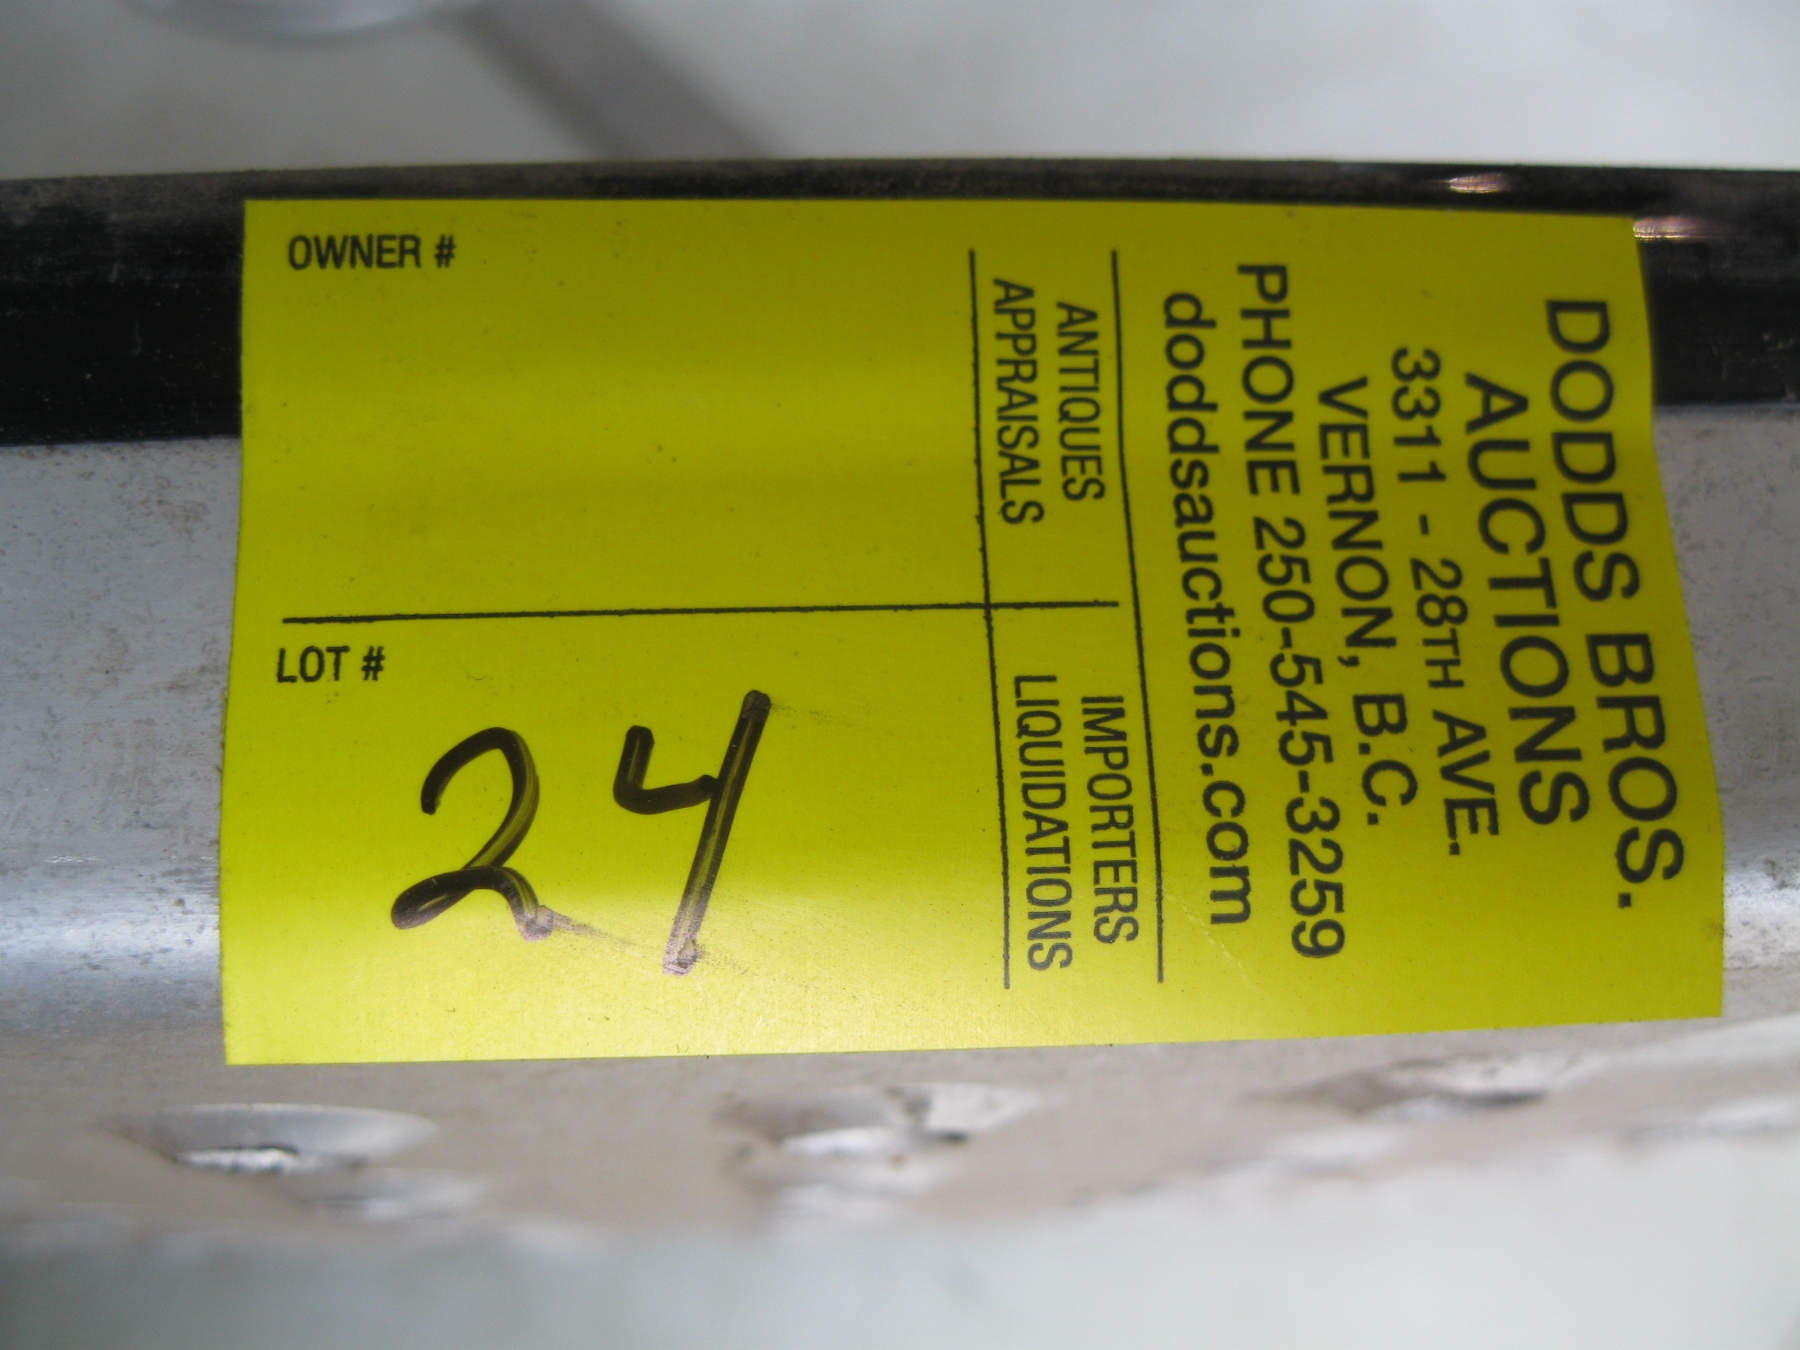 DODDS BROS.
AUCTIONS
3311 - 28TH AVE.
VERNON, B.C.
PHONE 250-545-3259
doddsauctions.com
ANTIQUES
APPRAISALS
IMPORTERS
LIQUIDATIONS
OWNER #
LOT #
24